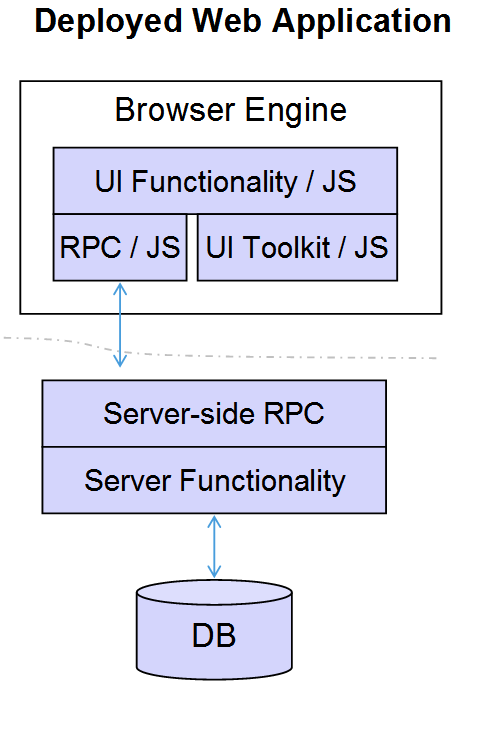 Deployed Web Application
Browser Engine
UI Functionality / JS
RPC / JS
UI Toolkit / JS
Server-side RPC
Server Functionality
DB